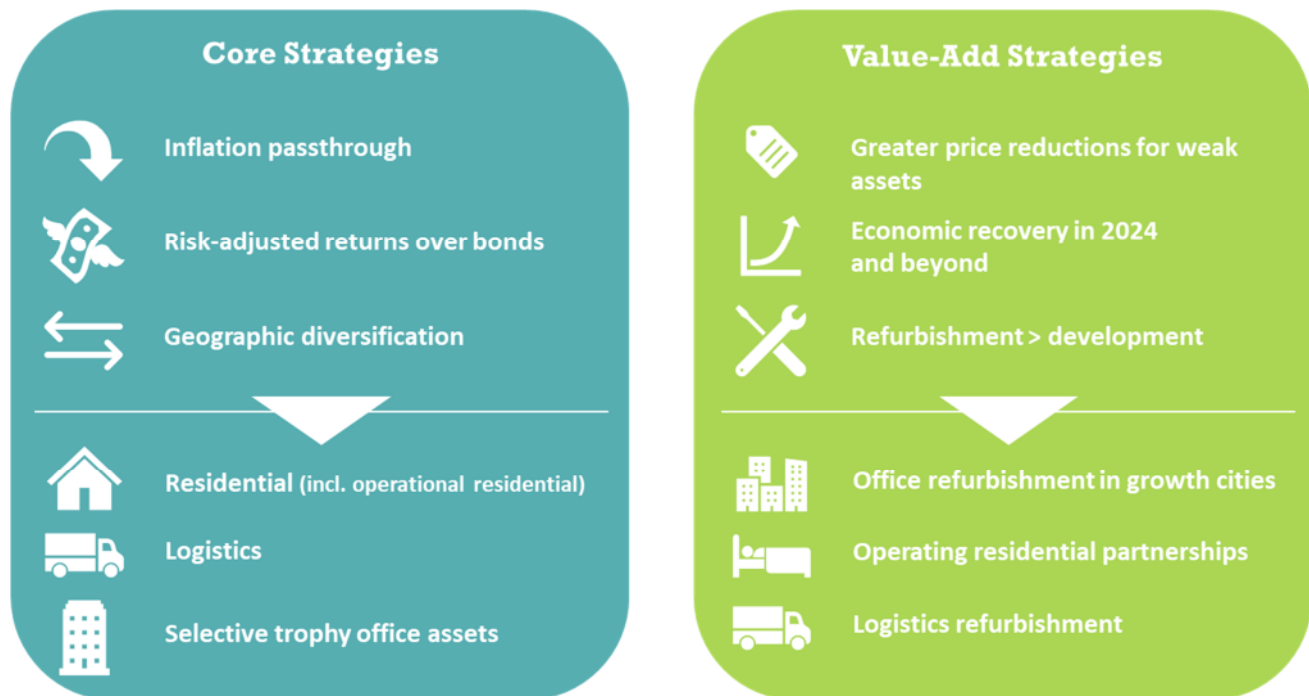 Core Strategies
Inflation passthrough
Risk-adjusted returns over bonds
Geographic diversification
Residential (incl. operational residential)
Logistics
Selective trophy office assets
Value-Add Strategies
Greater price reductions for weak
assets
Economic recovery in 2024
and beyond
Refurbishment > development
Office refurbishment in growth cities
Operating residential partnerships
Logistics refurbishment